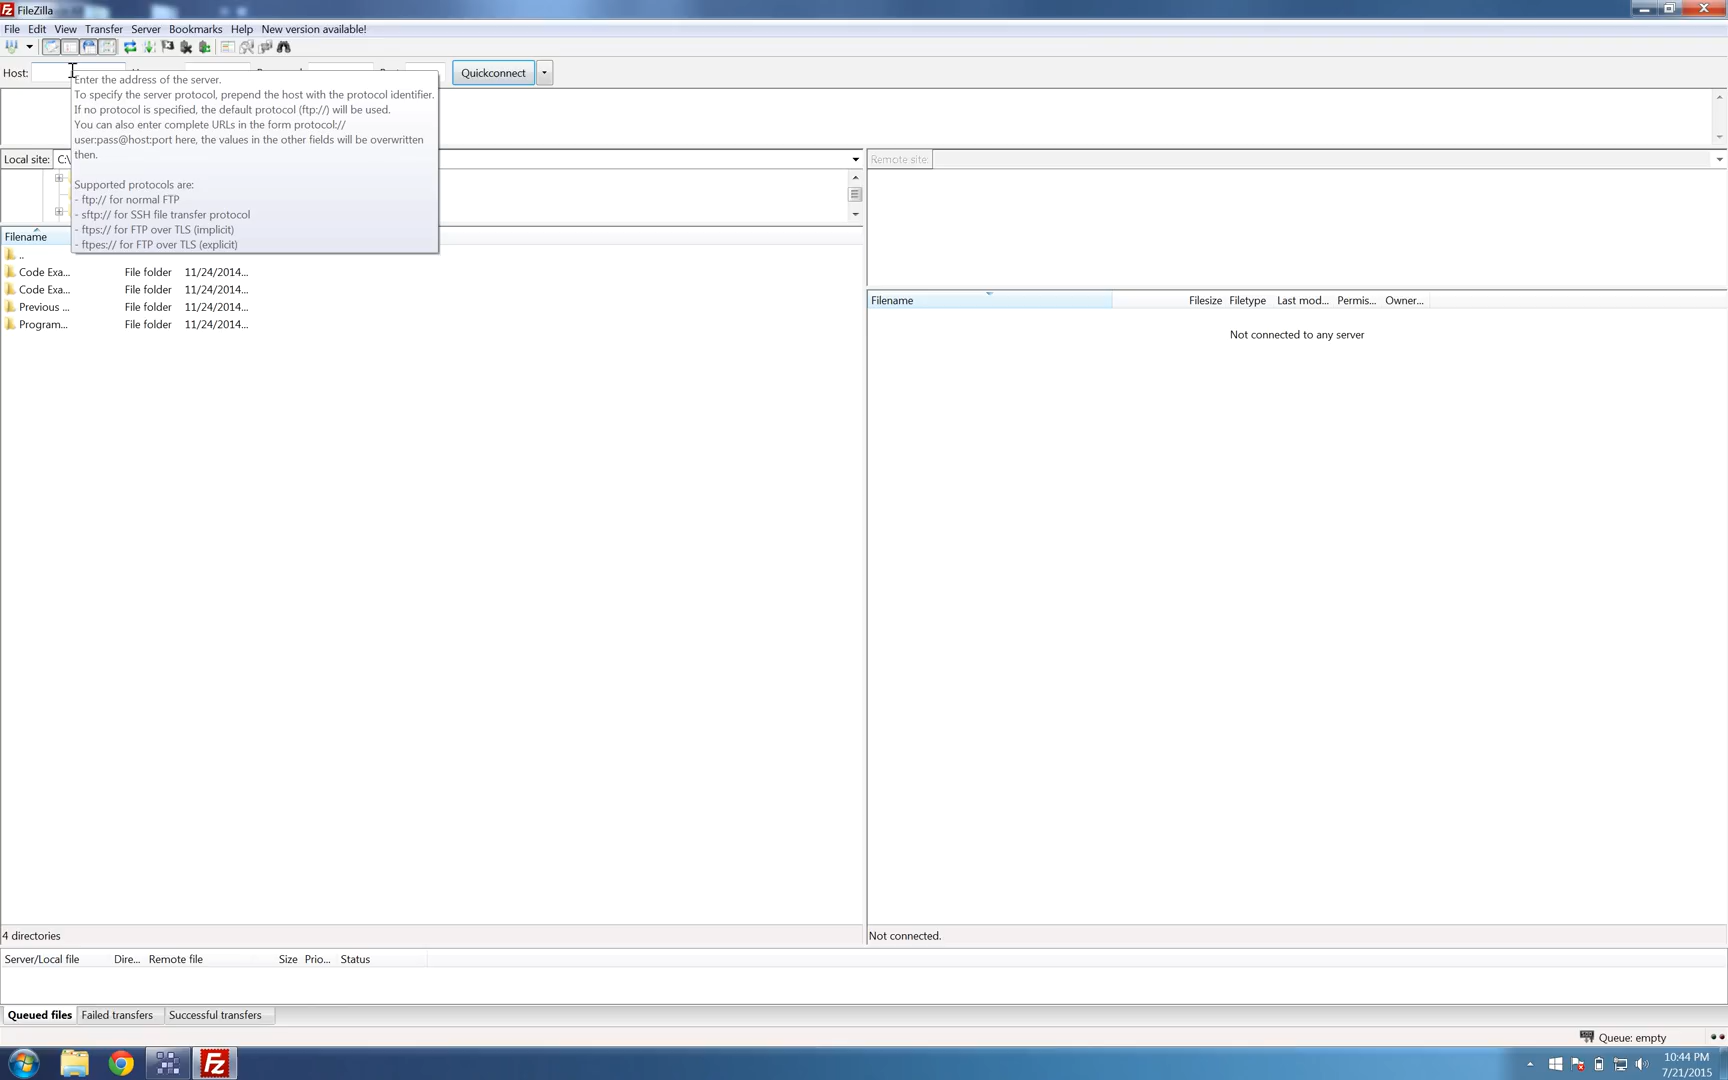 FileZilla
File Edit View Transfer Server Bookmarks Help New version available!
Host: Quickconnect
Enter the address of the server.
To specify the server protocol, prepend the host with the protocol identifier.
If no protocol is specified, the default protocol (ftp://) will be used.
You can also enter complete URLs in the form protocol://
user:pass@host:port here, the values in the other fields will be overwritten
then.
Supported protocols are:
- ftp:// for normal FTP
- sftp:// for SSH file transfer protocol
- ftps:// for FTP over TLS (implicit)
- ftpes:// for FTP over TLS (explicit)
Local site: C:\
Remote site:
Filename
..
Code Exa... File folder 11/24/2014...
Code Exa... File folder 11/24/2014...
Previous ... File folder 11/24/2014...
Program... File folder 11/24/2014...
Filename Filesize Filetype Last mod... Permis... Owner...
Not connected to any server
4 directories
Not connected.
Server/Local file Dire... Remote file Size Prio... Status
Queued files Failed transfers Successful transfers
Queue: empty
10:44 PM
7/21/2015